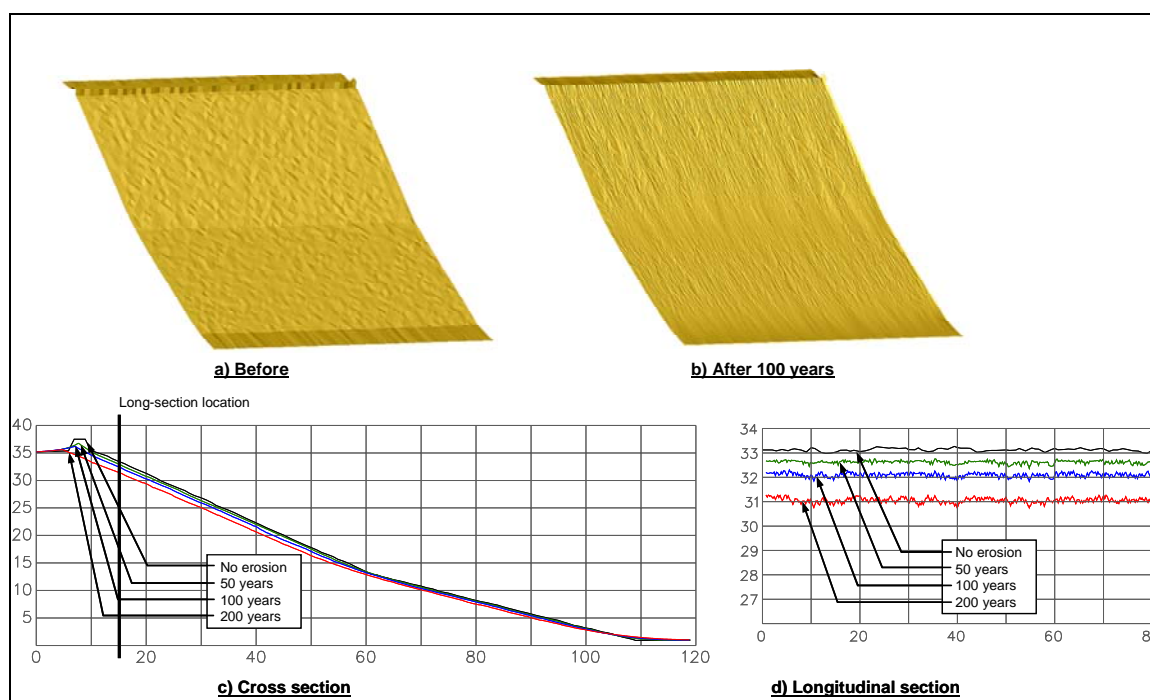 a) Before
b) After 100 years
Long-section location
40
35
30
25
20
15
10
5
0
20
40
60
80
100
120
No erosion
50 years
100 years
200 years
c) Cross section
34
33
32
31
30
29
28
27
0
20
40
60
80
No erosion
50 years
100 years
200 years
d) Longitudinal section